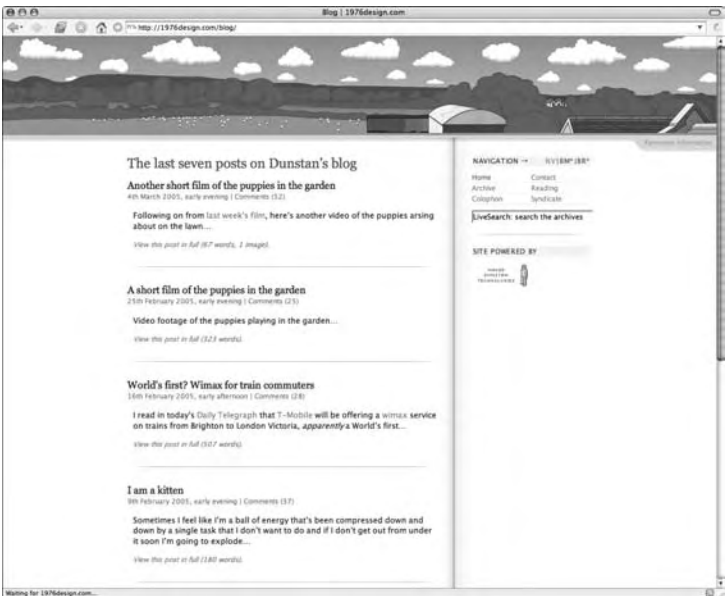 Blog | 1976design.com
http://1976design.com/blog/
The last seven posts on Dunstan's blog
Another short film of the puppies in the garden
4th March 2005, early evening | Comments (52)
Following on from last week's film, here's another video of the puppies arsing
about on the lawn...
View this post in full (67 words, 1 image).
A short film of the puppies in the garden
25th February 2005, early evening | Comments (25)
Video footage of the puppies playing in the garden...
View this post in full (323 words).
World's first? Wimax for train commuters
16th February 2005, early afternoon | Comments (28)
I read in today's Daily Telegraph that T-Mobile will be offering a wimax service
on trains from Brighton to London Victoria, apparently a World's first...
View this post in full (507 words).
I am a kitten
9th February 2005, early evening | Comments (37)
Sometimes I feel like I'm a ball of energy that's been compressed down and
down by a single task that I don't want to do and if I don't get out from under
it soon I'm going to explode...
View this post in full (180 words).
Panorama information
NAVIGATION → NV|BM*|BR*
Home Contact
Archive Reading
Colophon Syndicate
LiveSearch: search the archives
SITE POWERED BY
Waiting for 1976design.com...